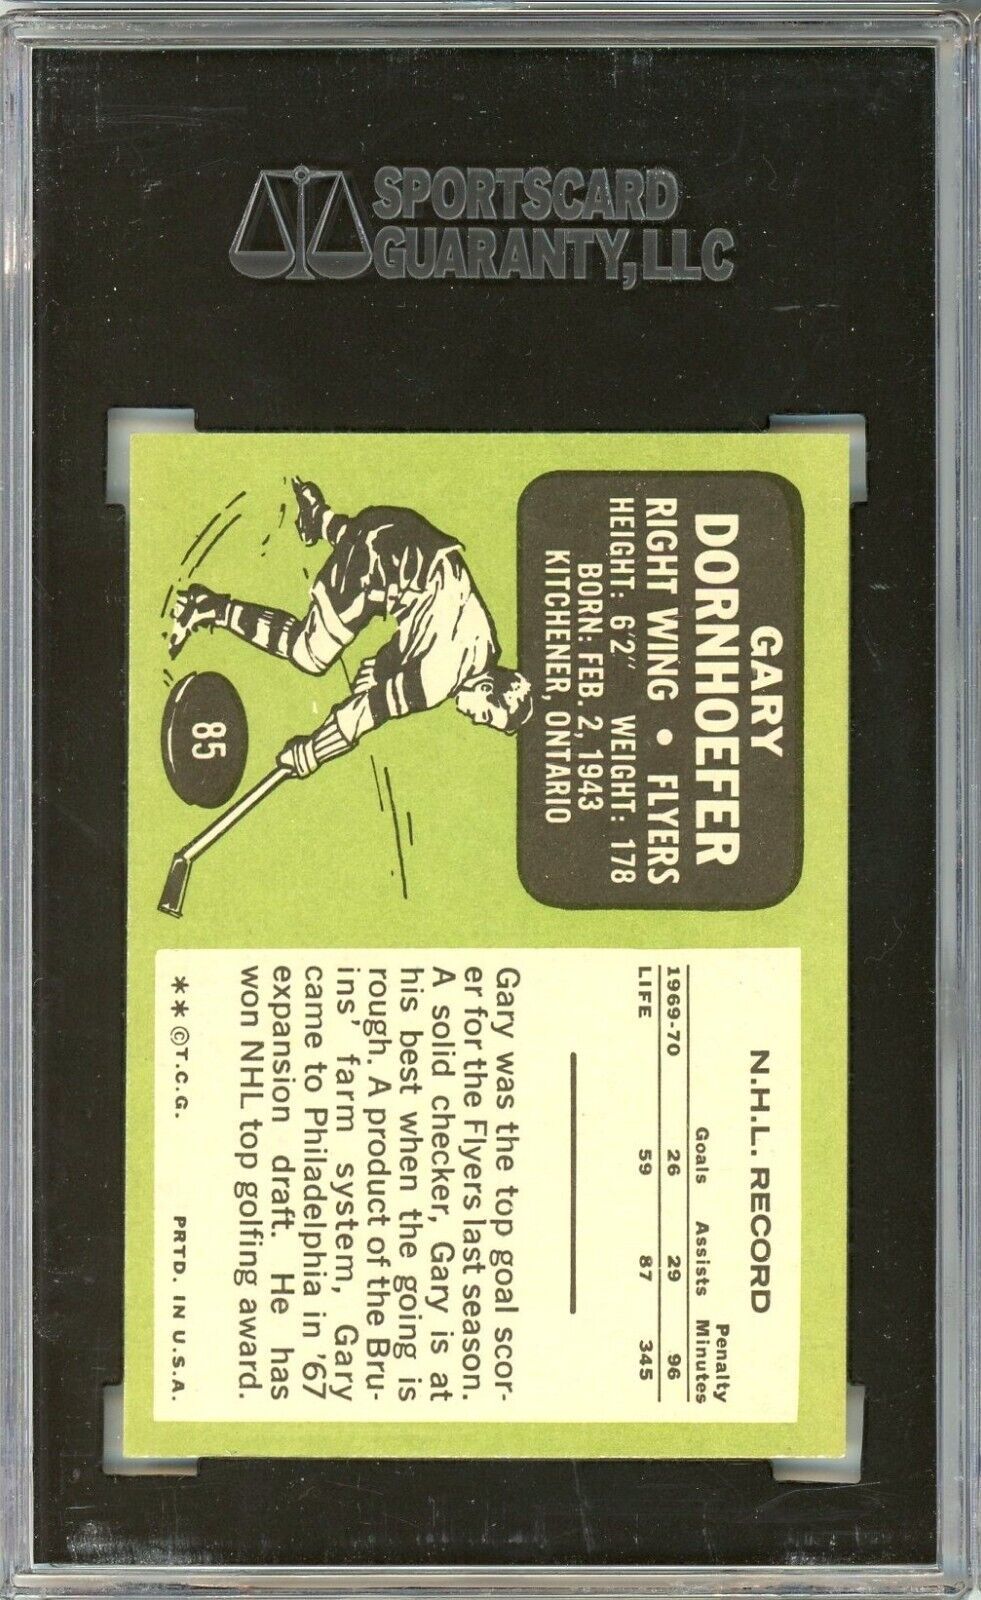 SPORTSCARD
GUARANTY, LLC
GARY
DORNHOEFER
RIGHT WING • FLYERS
HEIGHT: 6'2" WEIGHT: 178
BORN: FEB. 2, 1943
KITCHENER, ONTARIO
85
N.H.L. RECORD
Penalty
Goals Assists Minutes
1969-70 26 29 96
LIFE 59 87 345
Gary was the top goal scor-
er for the Flyers last season.
A solid checker, Gary is at
his best when the going is
rough. A product of the Bru-
ins' farm system, Gary
came to Philadelphia in '67
expansion draft. He has
won NHL top golfing award.
**©T.C.G. PRTD. IN U.S.A.